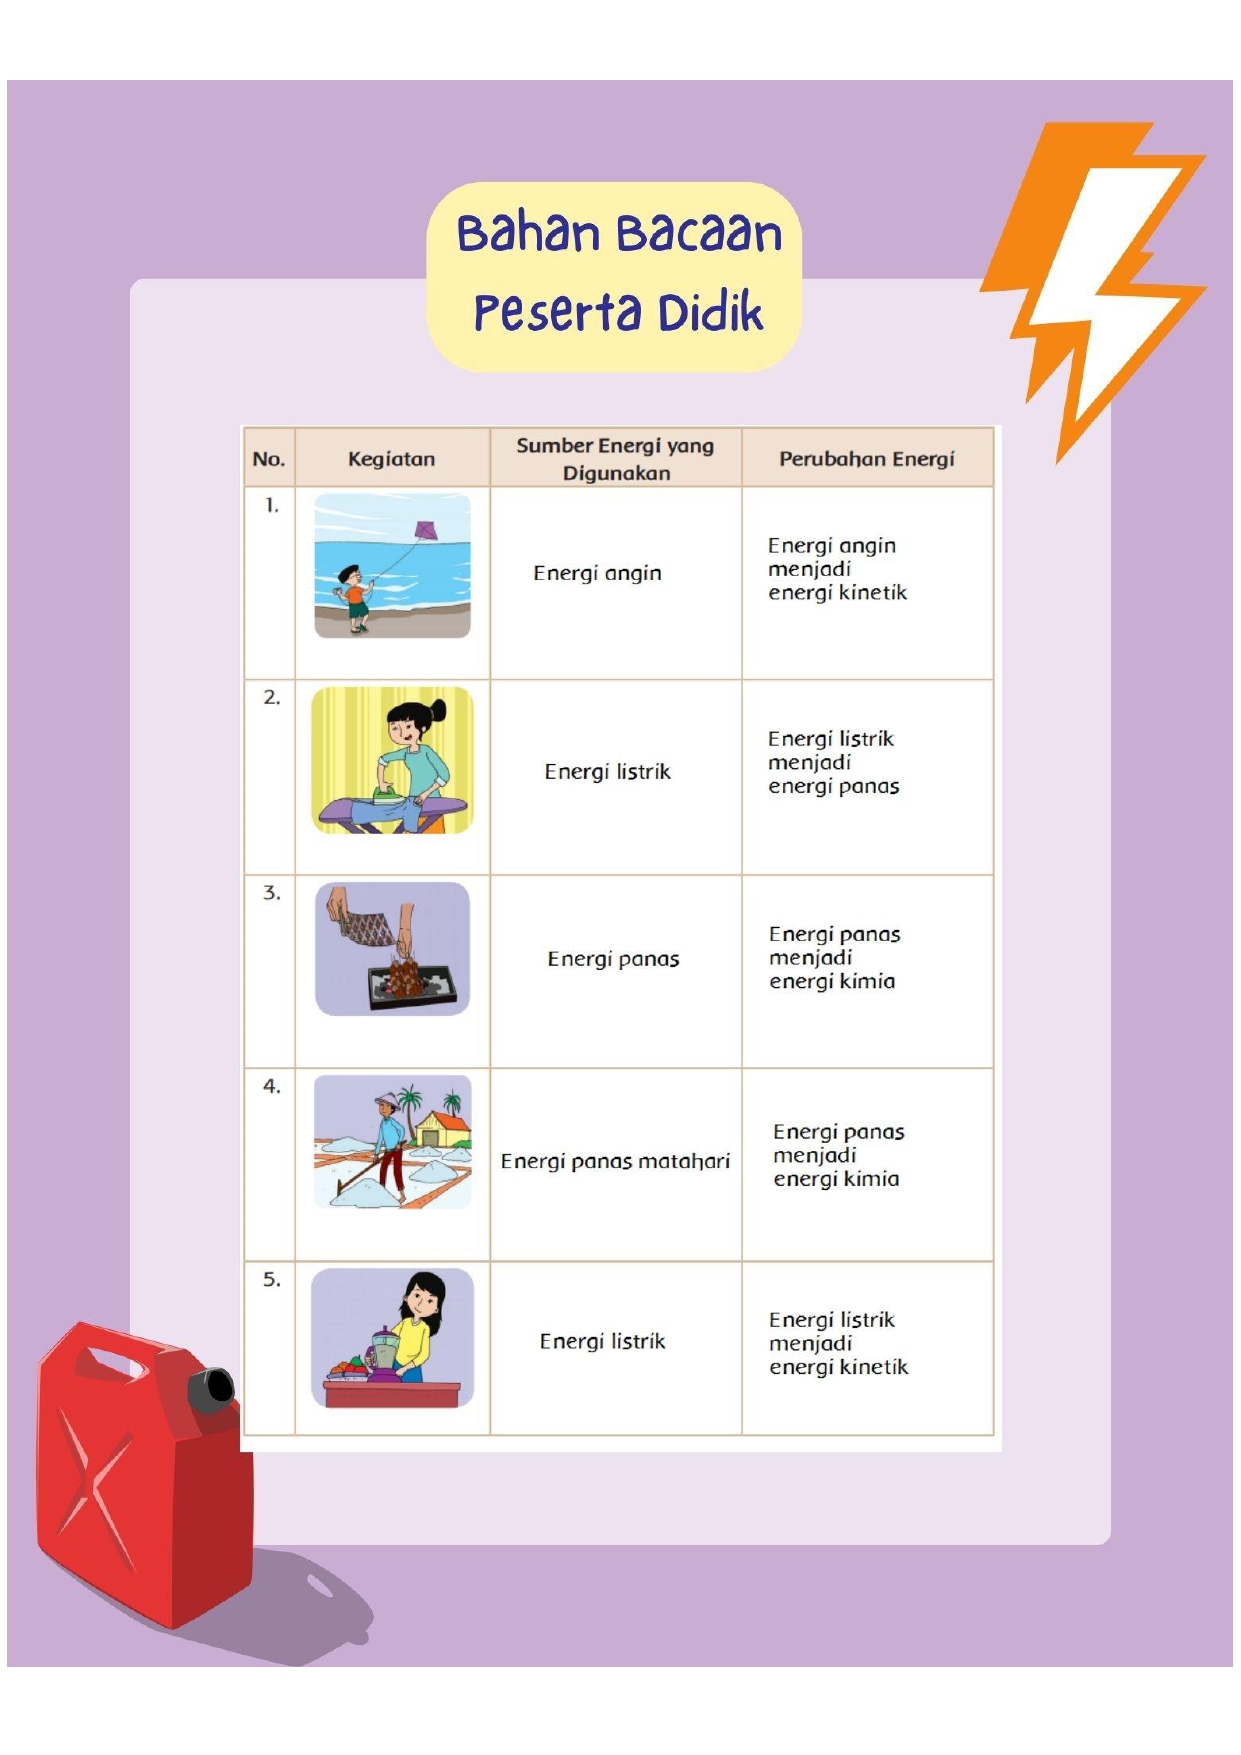 Bahan Bacaan
Peserta Didik
No.
Kegiatan
Sumber Energi yang
Digunakan
Perubahan Energi
1.
Energi angin
Energi angin
menjadi
energi kinetik
2.
Energi listrik
Energi listrik
menjadi
energi panas
3.
Energi panas
Energi panas
menjadi
energi kimia
4.
Energi panas matahari
Energi panas
menjadi
energi kimia
5.
Energi listrik
Energi listrik
menjadi
energi kinetik